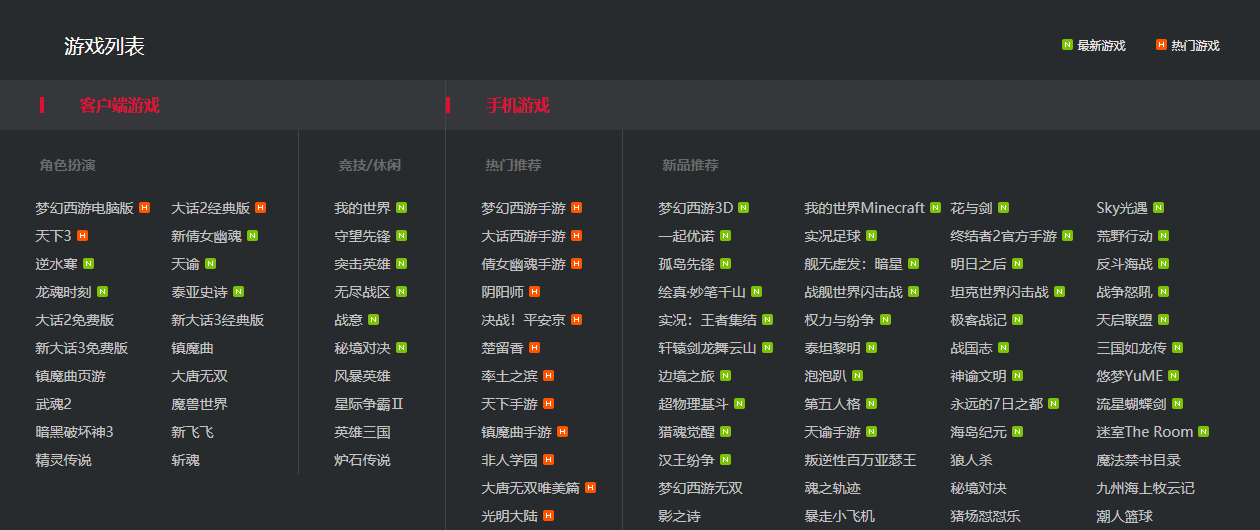 游戏列表
N 最新游戏 H 热门游戏
客户端游戏
手机游戏
角色扮演
梦幻西游电脑版 H 大话2经典版 H
天下3 H 新倩女幽魂 N
逆水寒 N 天谕 N
龙魂时刻 N 泰亚史诗 N
大话2免费版 新大话3经典版
新大话3免费版 镇魔曲
镇魔曲页游 大唐无双
武魂2 魔兽世界
暗黑破坏神3 新飞飞
精灵传说 斩魂
竞技/休闲
我的世界 N
守望先锋 N
突击英雄 N
无尽战区 N
战意 N
秘境对决 N
风暴英雄
星际争霸Ⅱ
英雄三国
炉石传说
热门推荐
梦幻西游手游 H
大话西游手游 H
倩女幽魂手游 H
阴阳师 H
决战！平安京 H
楚留香 H
率土之滨 H
天下手游 H
镇魔曲手游 H
非人学园 H
大唐无双唯美篇 H
光明大陆 H
新品推荐
梦幻西游3D N 我的世界Minecraft N 花与剑 N Sky光遇 N
一起优诺 N 实况足球 N 终结者2官方手游 N 荒野行动 N
孤岛先锋 N 舰无虚发：暗星 N 明日之后 N 反斗海战 N
绘真·妙笔千山 N 战舰世界闪击战 N 坦克世界闪击战 N 战争怒吼 N
实况：王者集结 N 权力与纷争 N 极客战记 N 天启联盟 N
轩辕剑龙舞云山 N 泰坦黎明 N 战国志 N 三国如龙传 N
边境之旅 N 泡泡趴 N 神谕文明 N 悠梦YuME N
超物理基斗 N 第五人格 N 永远的7日之都 N 流星蝴蝶剑 N
猎魂觉醒 N 天谕手游 N 海岛纪元 N 迷室The Room N
汉王纷争 N 叛逆性百万亚瑟王 狼人杀 魔法禁书目录
梦幻西游无双 魂之轨迹 秘境对决 九州海上牧云记
影之诗 暴走小飞机 猪场怼怼乐 潮人篮球